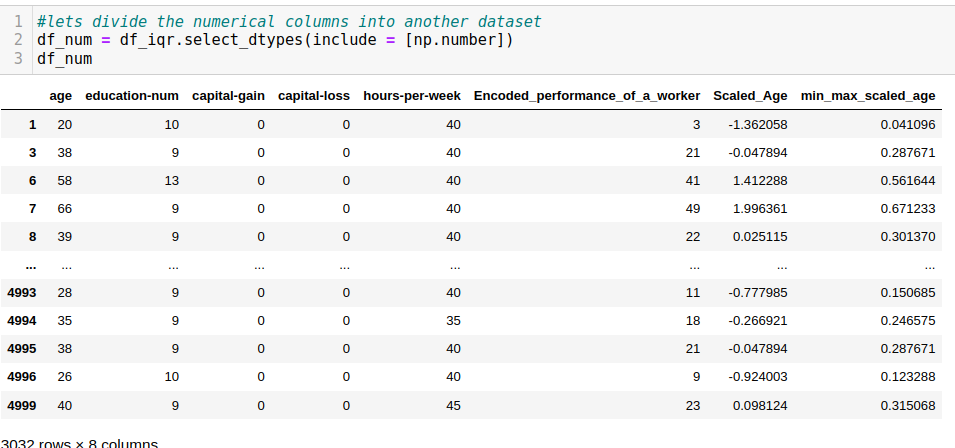 1 #lets divide the numerical columns into another dataset
2 df_num = df_iqr.select_dtypes(include = [np.number])
3 df_num
age education-num capital-gain capital-loss hours-per-week Encoded_performance_of_a_worker Scaled_Age min_max_scaled_age
1 20 10 0 0 40 3 -1.362058 0.041096
3 38 9 0 0 40 21 -0.047894 0.287671
6 58 13 0 0 40 41 1.412288 0.561644
7 66 9 0 0 40 49 1.996361 0.671233
8 39 9 0 0 40 22 0.025115 0.301370
... ... ... ... ... ... ... ... ...
4993 28 9 0 0 40 11 -0.777985 0.150685
4994 35 9 0 0 35 18 -0.266921 0.246575
4995 38 9 0 0 40 21 -0.047894 0.287671
4996 26 10 0 0 40 9 -0.924003 0.123288
4999 40 9 0 0 45 23 0.098124 0.315068
3032 rows × 8 columns